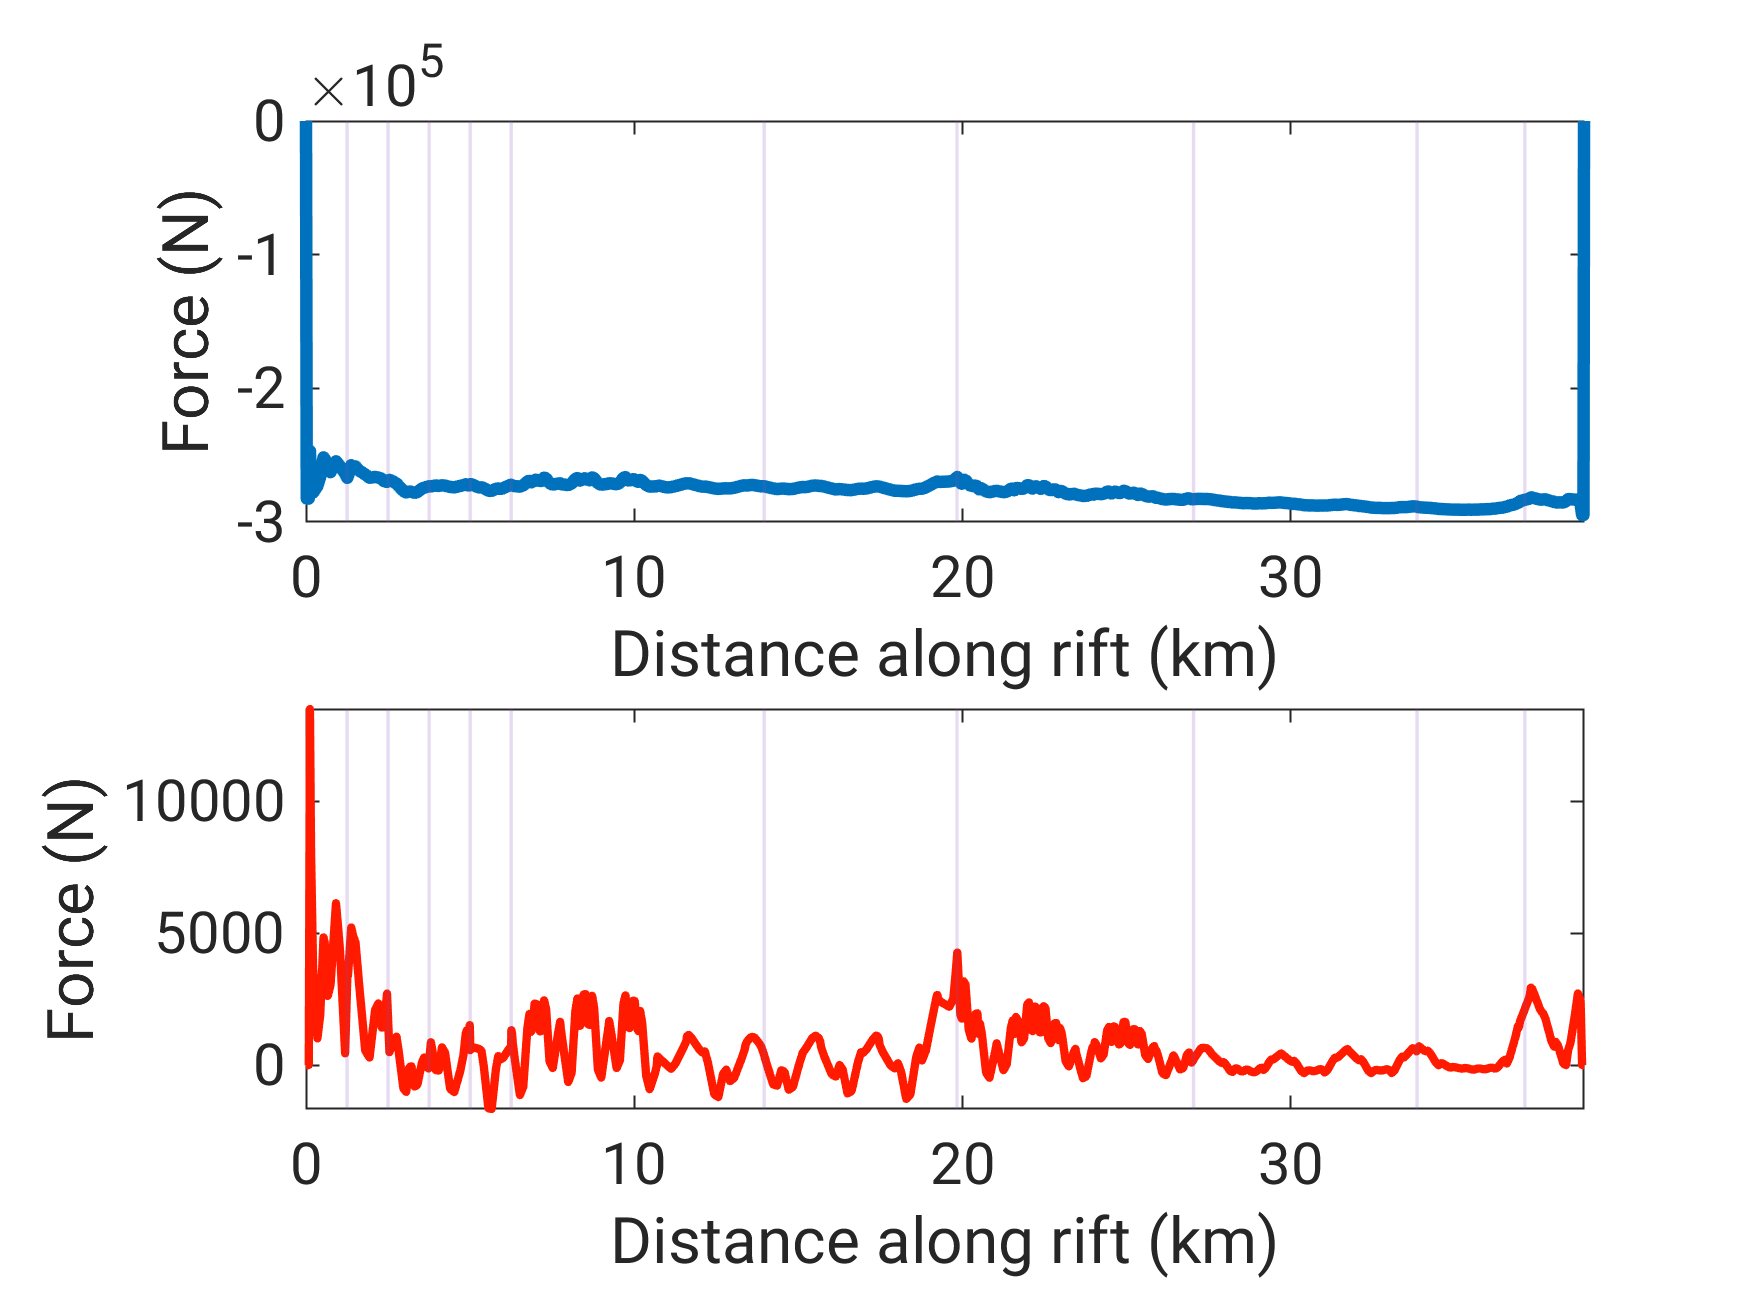 ×10^5
0
-1
-2
-3
Force (N)
0 10 20 30
Distance along rift (km)
10000
5000
0
Force (N)
0 10 20 30
Distance along rift (km)